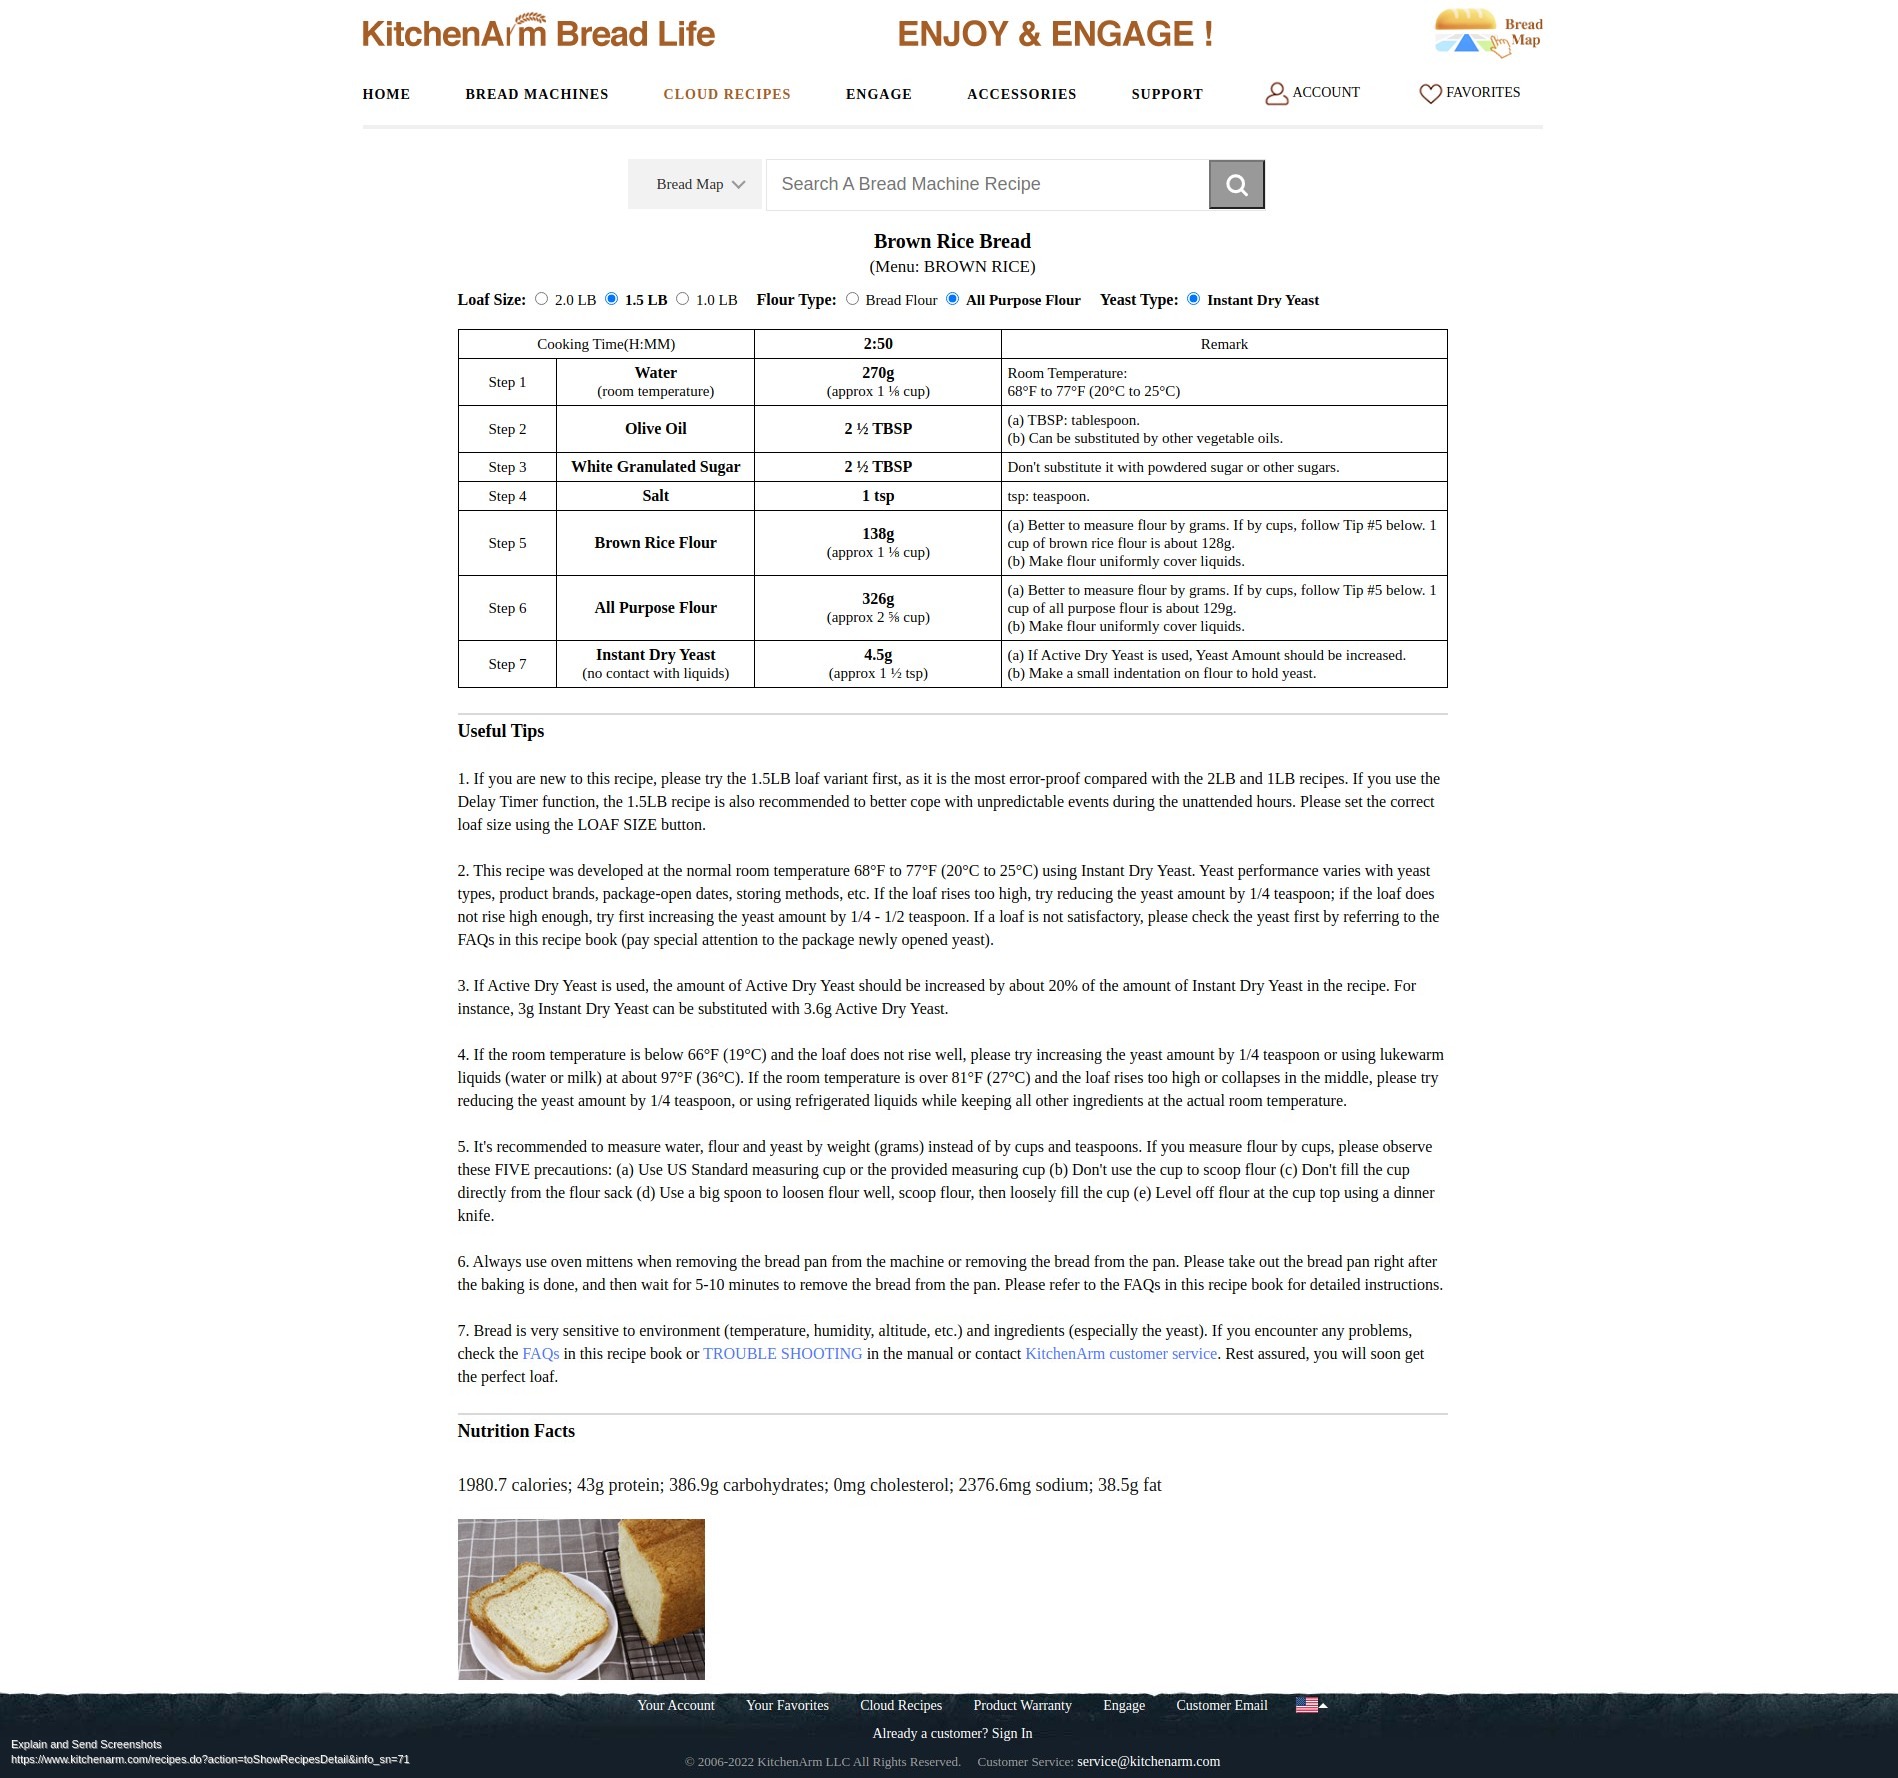 KitchenArm Bread Life
ENJOY & ENGAGE !
Bread
Map
HOME BREAD MACHINES CLOUD RECIPES ENGAGE ACCESSORIES SUPPORT ACCOUNT FAVORITES
Bread Map Search A Bread Machine Recipe
Brown Rice Bread
(Menu: BROWN RICE)
Loaf Size: 2.0 LB 1.5 LB 1.0 LB Flour Type: Bread Flour All Purpose Flour Yeast Type: Instant Dry Yeast
Cooking Time(H:MM) 2:50 Remark
Step 1
Water
(room temperature)
270g
(approx 1 ⅛ cup)
Room Temperature:
68°F to 77°F (20°C to 25°C)
Step 2
Olive Oil
2 ½ TBSP
(a) TBSP: tablespoon.
(b) Can be substituted by other vegetable oils.
Step 3
White Granulated Sugar
2 ½ TBSP
Don't substitute it with powdered sugar or other sugars.
Step 4
Salt
1 tsp
tsp: teaspoon.
Step 5
Brown Rice Flour
138g
(approx 1 ⅛ cup)
(a) Better to measure flour by grams. If by cups, follow Tip #5 below. 1
cup of brown rice flour is about 128g.
(b) Make flour uniformly cover liquids.
Step 6
All Purpose Flour
326g
(approx 2 ⅝ cup)
(a) Better to measure flour by grams. If by cups, follow Tip #5 below. 1
cup of all purpose flour is about 129g.
(b) Make flour uniformly cover liquids.
Step 7
Instant Dry Yeast
(no contact with liquids)
4.5g
(approx 1 ½ tsp)
(a) If Active Dry Yeast is used, Yeast Amount should be increased.
(b) Make a small indentation on flour to hold yeast.
Useful Tips
1. If you are new to this recipe, please try the 1.5LB loaf variant first, as it is the most error-proof compared with the 2LB and 1LB recipes. If you use the
Delay Timer function, the 1.5LB recipe is also recommended to better cope with unpredictable events during the unattended hours. Please set the correct
loaf size using the LOAF SIZE button.
2. This recipe was developed at the normal room temperature 68°F to 77°F (20°C to 25°C) using Instant Dry Yeast. Yeast performance varies with yeast
types, product brands, package-open dates, storing methods, etc. If the loaf rises too high, try reducing the yeast amount by 1/4 teaspoon; if the loaf does
not rise high enough, try first increasing the yeast amount by 1/4 - 1/2 teaspoon. If a loaf is not satisfactory, please check the yeast first by referring to the
FAQs in this recipe book (pay special attention to the package newly opened yeast).
3. If Active Dry Yeast is used, the amount of Active Dry Yeast should be increased by about 20% of the amount of Instant Dry Yeast in the recipe. For
instance, 3g Instant Dry Yeast can be substituted with 3.6g Active Dry Yeast.
4. If the room temperature is below 66°F (19°C) and the loaf does not rise well, please try increasing the yeast amount by 1/4 teaspoon or using lukewarm
liquids (water or milk) at about 97°F (36°C). If the room temperature is over 81°F (27°C) and the loaf rises too high or collapses in the middle, please try
reducing the yeast amount by 1/4 teaspoon, or using refrigerated liquids while keeping all other ingredients at the actual room temperature.
5. It's recommended to measure water, flour and yeast by weight (grams) instead of by cups and teaspoons. If you measure flour by cups, please observe
these FIVE precautions: (a) Use US Standard measuring cup or the provided measuring cup (b) Don't use the cup to scoop flour (c) Don't fill the cup
directly from the flour sack (d) Use a big spoon to loosen flour well, scoop flour, then loosely fill the cup (e) Level off flour at the cup top using a dinner
knife.
6. Always use oven mittens when removing the bread pan from the machine or removing the bread from the pan. Please take out the bread pan right after
the baking is done, and then wait for 5-10 minutes to remove the bread from the pan. Please refer to the FAQs in this recipe book for detailed instructions.
7. Bread is very sensitive to environment (temperature, humidity, altitude, etc.) and ingredients (especially the yeast). If you encounter any problems,
check the FAQs in this recipe book or TROUBLE SHOOTING in the manual or contact KitchenArm customer service. Rest assured, you will soon get
the perfect loaf.
Nutrition Facts
1980.7 calories; 43g protein; 386.9g carbohydrates; 0mg cholesterol; 2376.6mg sodium; 38.5g fat
Your Account Your Favorites Cloud Recipes Product Warranty Engage Customer Email
Already a customer? Sign In
© 2006-2022 KitchenArm LLC All Rights Reserved. Customer Service: service@kitchenarm.com
Explain and Send Screenshots
https://www.kitchenarm.com/recipes.do?action=toShowRecipesDetail&info_sn=71